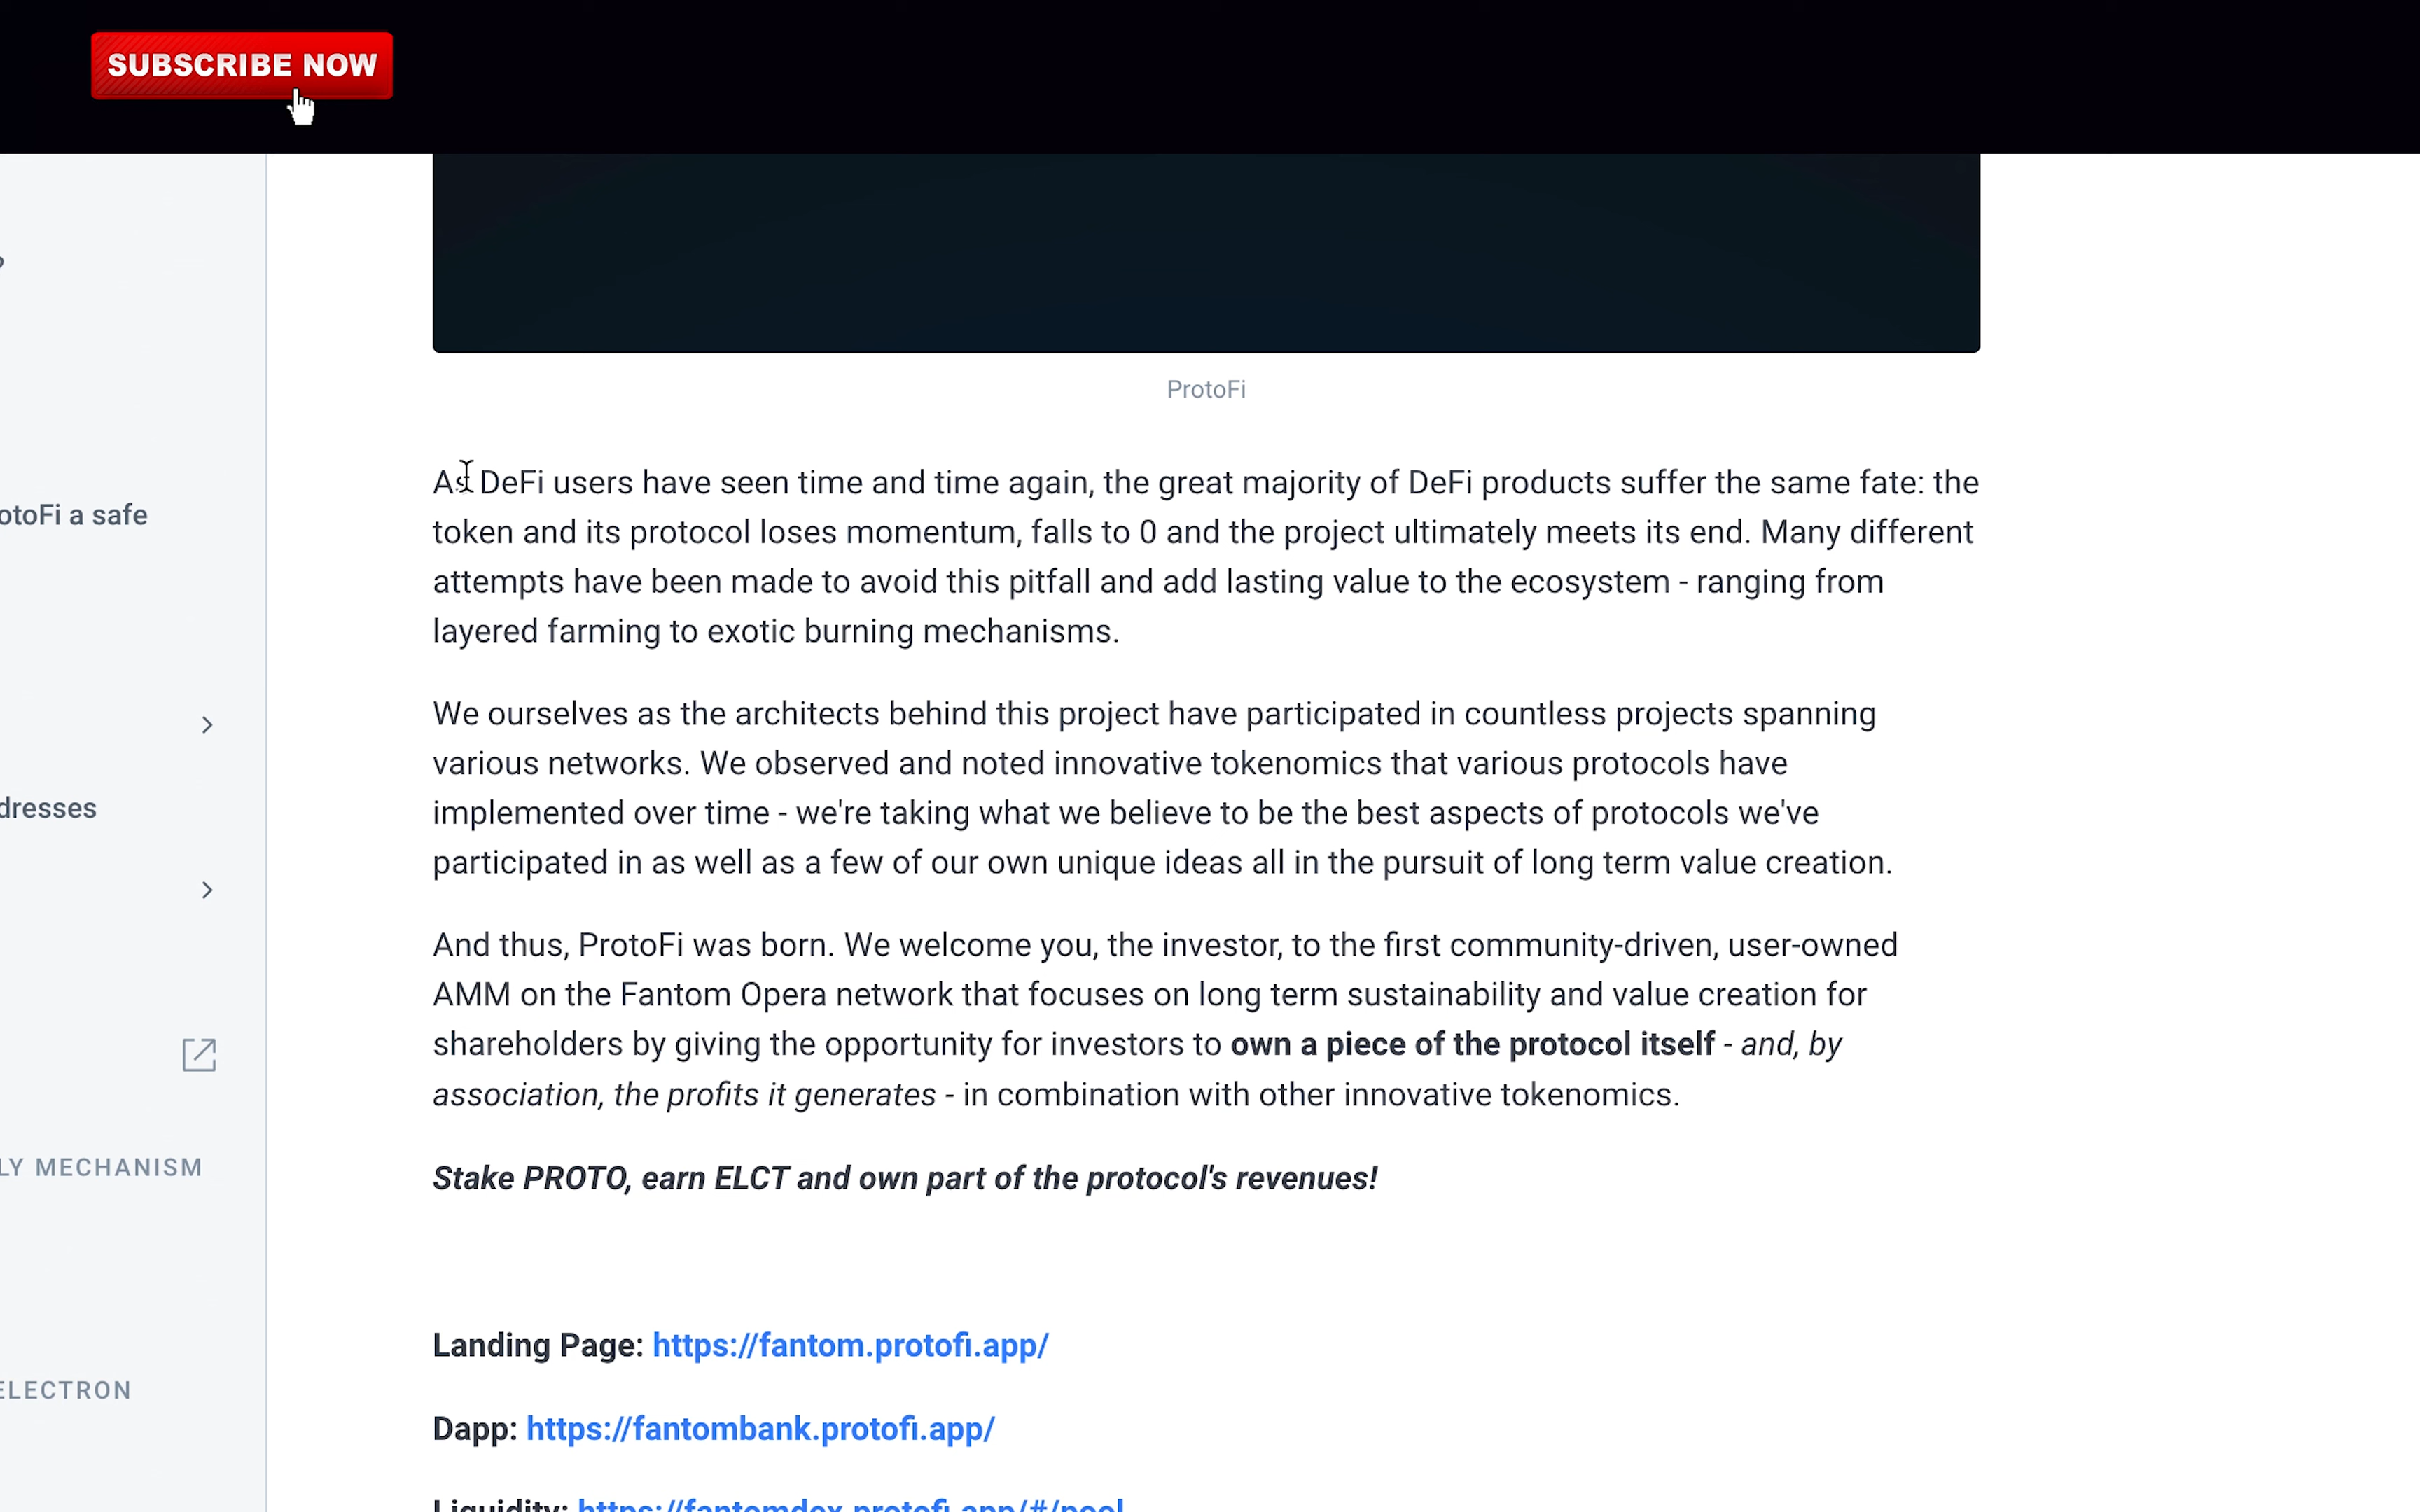 SUBSCRIBE NOW
ProtoFi
As DeFi users have seen time and time again, the great majority of DeFi products suffer the same fate: the
token and its protocol loses momentum, falls to 0 and the project ultimately meets its end. Many different
attempts have been made to avoid this pitfall and add lasting value to the ecosystem - ranging from
layered farming to exotic burning mechanisms.
We ourselves as the architects behind this project have participated in countless projects spanning
various networks. We observed and noted innovative tokenomics that various protocols have
implemented over time - we're taking what we believe to be the best aspects of protocols we've
participated in as well as a few of our own unique ideas all in the pursuit of long term value creation.
And thus, ProtoFi was born. We welcome you, the investor, to the first community-driven, user-owned
AMM on the Fantom Opera network that focuses on long term sustainability and value creation for
shareholders by giving the opportunity for investors to own a piece of the protocol itself - and, by
association, the profits it generates - in combination with other innovative tokenomics.
Stake PROTO, earn ELCT and own part of the protocol's revenues!
Landing Page: https://fantom.protofi.app/
Dapp: https://fantombank.protofi.app/
Liquidity: https://fantomdex.protofi.app/#/pool
otoFi a safe
dresses
LY MECHANISM
ELECTRON